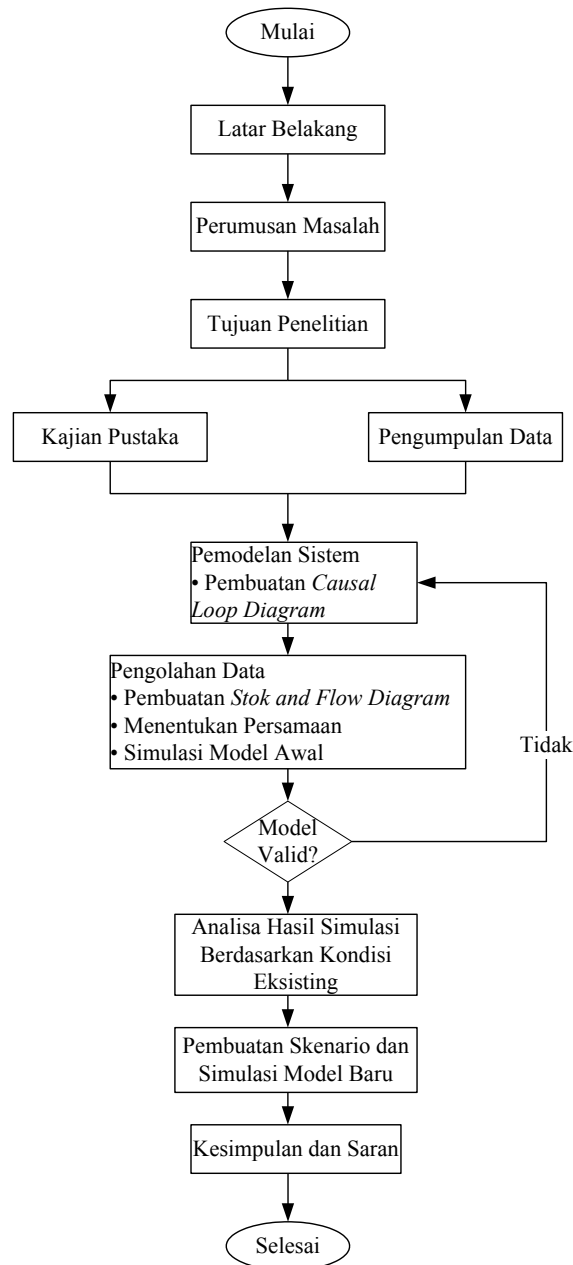 Mulai
Latar Belakang
Perumusan Masalah
Tujuan Penelitian
Kajian Pustaka
Pengumpulan Data
Pemodelan Sistem
• Pembuatan Causal
Loop Diagram
Pengolahan Data
• Pembuatan Stok and Flow Diagram
• Menentukan Persamaan
• Simulasi Model Awal
Tidak
Model
Valid?
Analisa Hasil Simulasi
Berdasarkan Kondisi
Eksisting
Pembuatan Skenario dan
Simulasi Model Baru
Kesimpulan dan Saran
Selesai